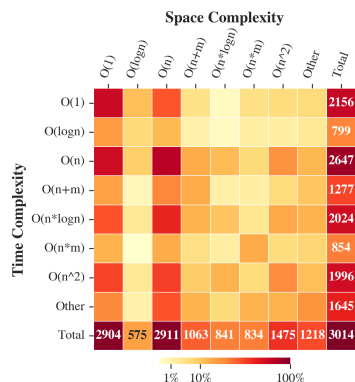 Space Complexity
O(1) O(logn) O(n) O(n+m) O(n*logn) O(n*m) O(n^2) Other Total
Time Complexity
O(1) 2156
O(logn) 799
O(n) 2647
O(n+m) 1277
O(n*logn) 2024
O(n*m) 854
O(n^2) 1996
Other 1645
Total 2904 575 2911 1063 841 834 1475 1218 3014
1% 10% 100%